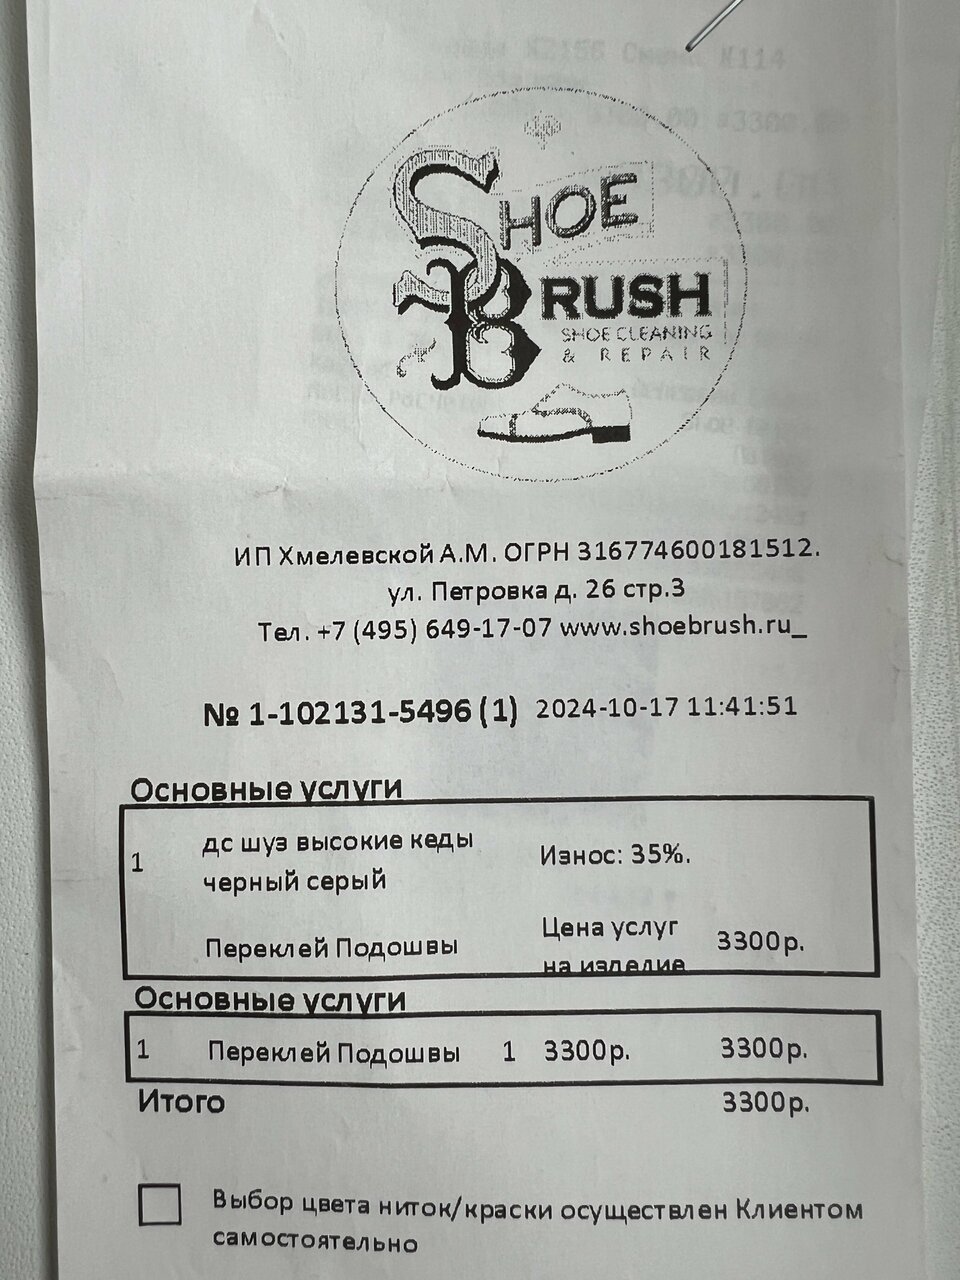 SHOE
BRUSH
SHOE CLEANING
& REPAIR
ИП Хмелевской А.М. ОГРН 316774600181512.
ул. Петровка д. 26 стр.3
Тел. +7 (495) 649-17-07 www.shoebrush.ru_
№ 1-102131-5496 (1) 2024-10-17 11:41:51
Основные услуги
1 дс шуз высокие кеды Износ: 35%.
черный серый
Переклей Подошвы Цена услуг 3300р.
на изделие
Основные услуги
1 Переклей Подошвы 1 3300р. 3300р.
Итого 3300р.
Выбор цвета ниток/краски осуществлен Клиентом
самостоятельно